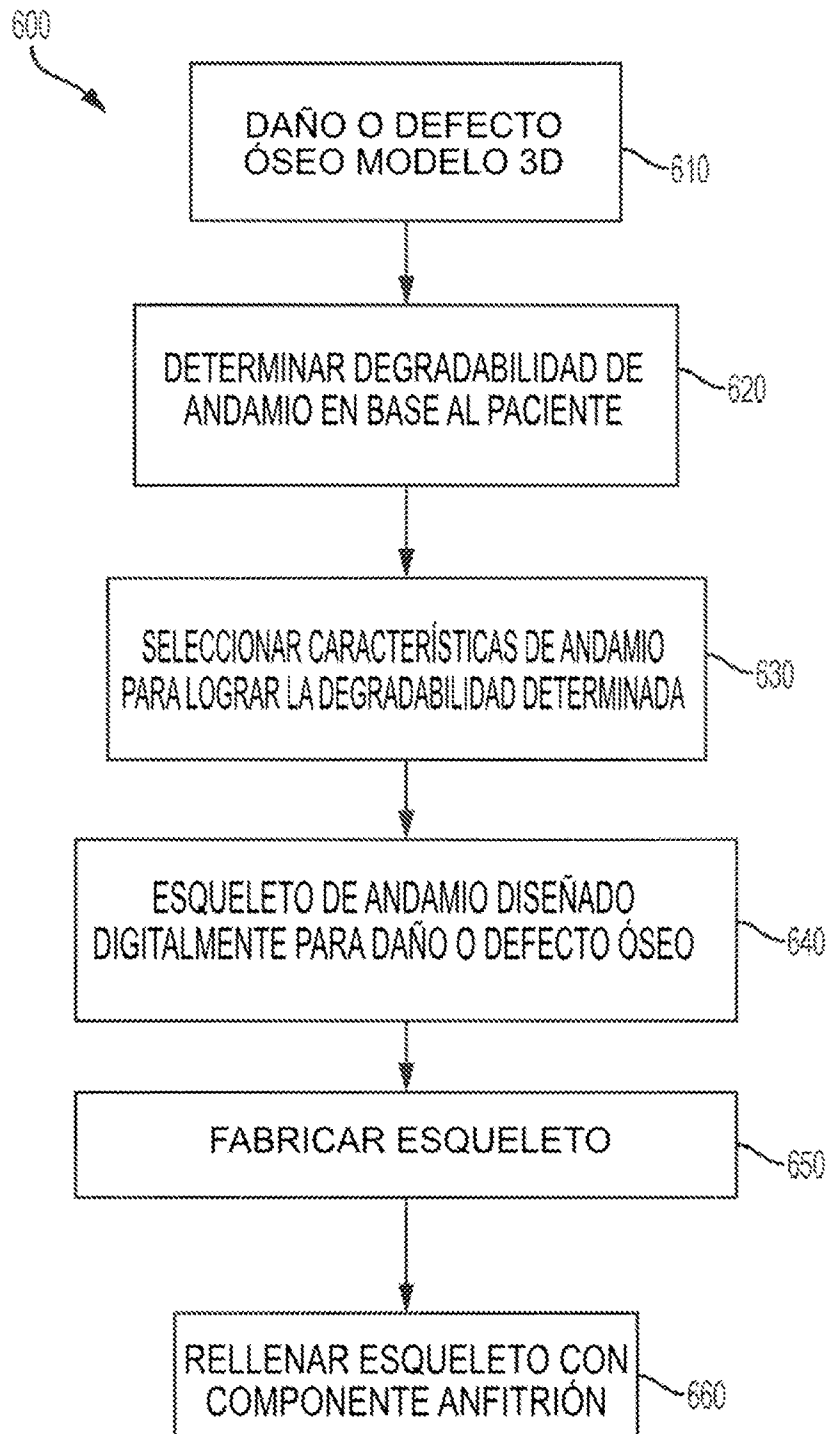 600
DAÑO O DEFECTO
ÓSEO MODELO 3D
610
DETERMINAR DEGRADABILIDAD DE
ANDAMIO EN BASE AL PACIENTE
620
SELECCIONAR CARACTERÍSTICAS DE ANDAMIO
PARA LOGRAR LA DEGRADABILIDAD DETERMINADA
630
ESQUELETO DE ANDAMIO DISEÑADO
DIGITALMENTE PARA DAÑO O DEFECTO ÓSEO
640
FABRICAR ESQUELETO
650
RELLENAR ESQUELETO CON
COMPONENTE ANFITRIÓN
660